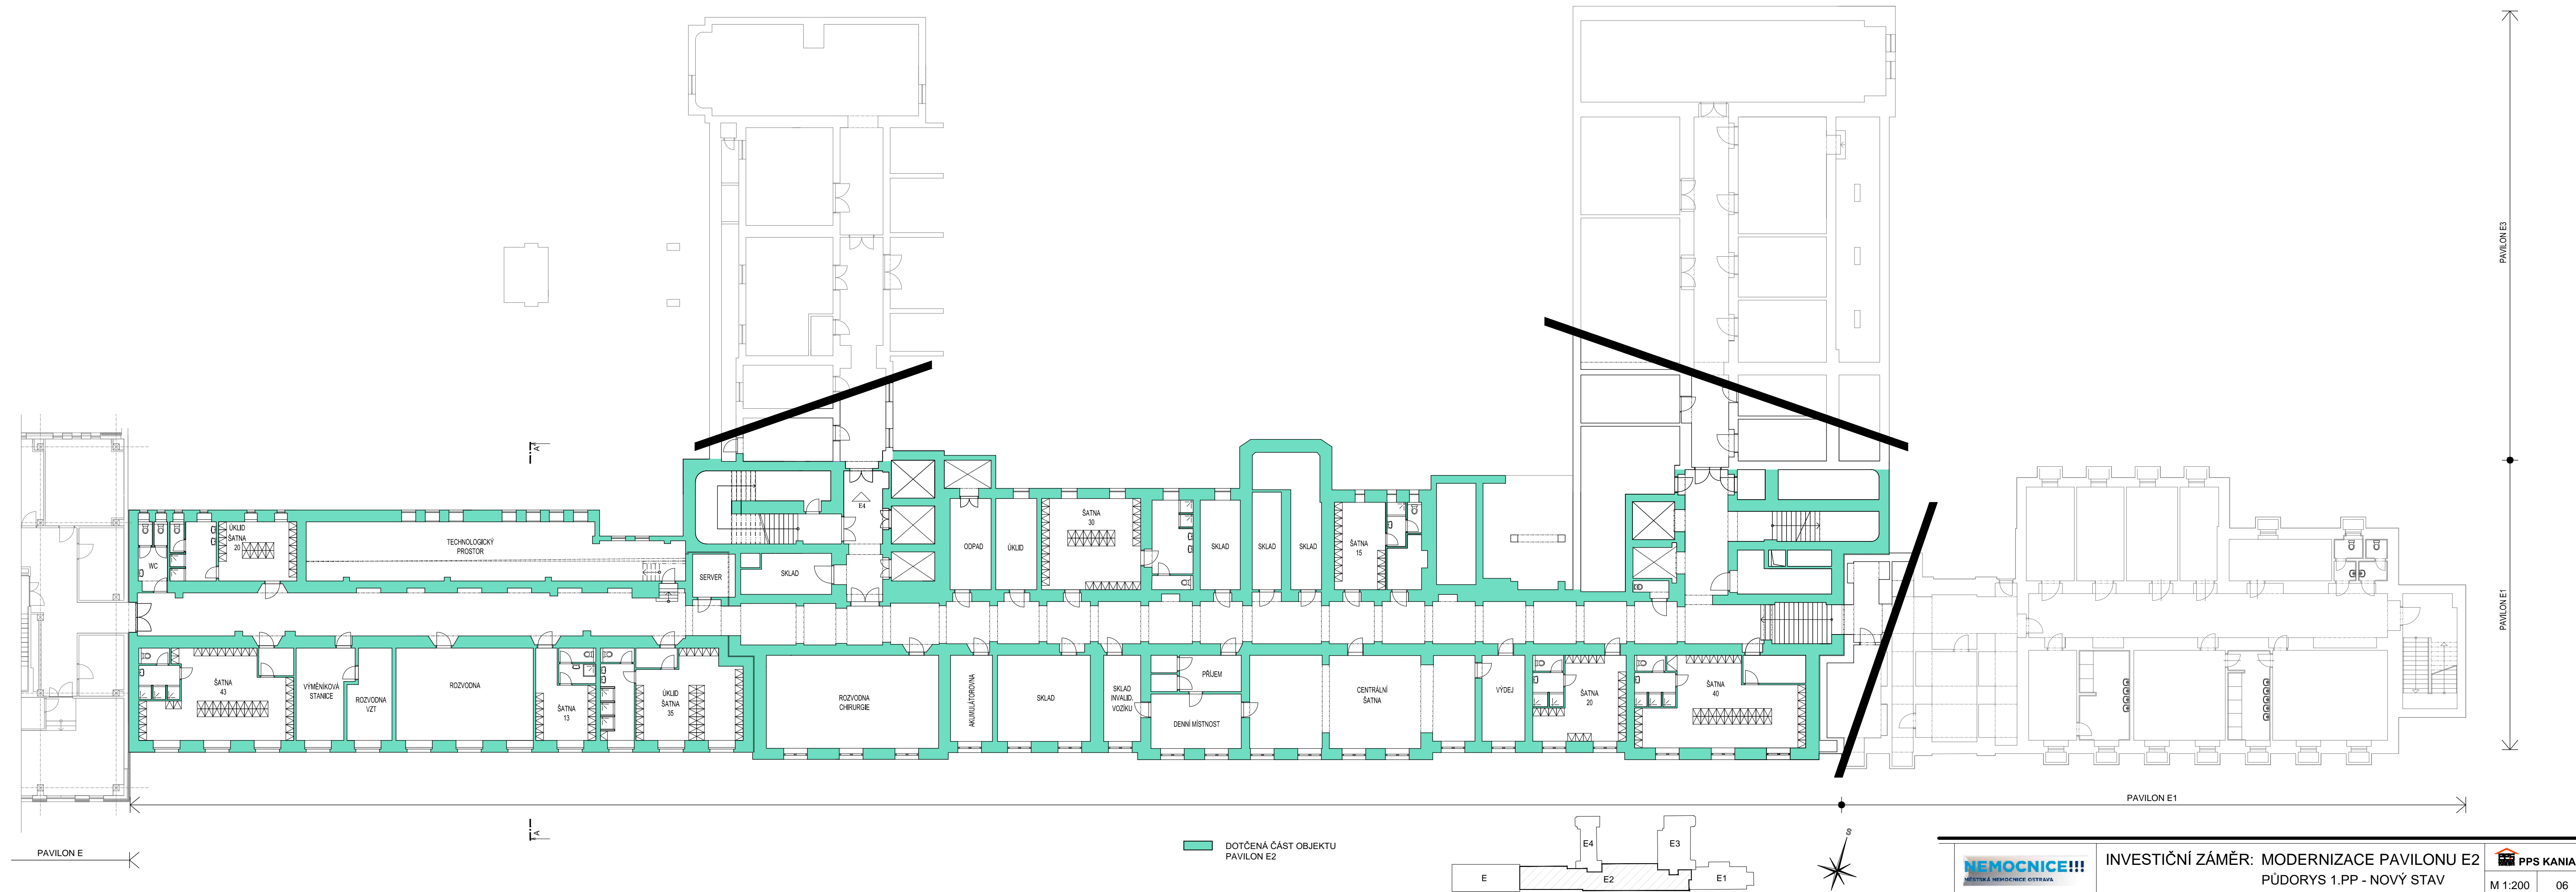 PAVILON E3
PAVILON E1
A
E4
ÚKLID
ŠATNA
20
WC
TECHNOLOGICKÝ
PROSTOR
SERVER
SKLAD
ODPAD
ÚKLID
ŠATNA
30
SKLAD
SKLAD
SKLAD
ŠATNA
15
ŠATNA
43
VÝMĚNÍKOVÁ
STANICE
ROZVODNA
VZT
ROZVODNA
ŠATNA
13
ÚKLID
ŠATNA
35
ROZVODNA
CHIRURGIE
AKUMULÁTOROVNA
SKLAD
SKLAD
INVALID.
VOZÍKU
PŘÍJEM
DENNÍ MÍSTNOST
CENTRÁLNÍ
ŠATNA
VÝDEJ
ŠATNA
20
ŠATNA
40
PAVILON E1
A
PAVILON E
DOTČENÁ ČÁST OBJEKTU
PAVILON E2
E
E4
E2
E3
E1
S
NEMOCNICE!!!
MĚSTSKÁ NEMOCNICE OSTRAVA
INVESTIČNÍ ZÁMĚR: MODERNIZACE PAVILONU E2
PŮDORYS 1.PP - NOVÝ STAV
PPS KANIA
M 1:200
06